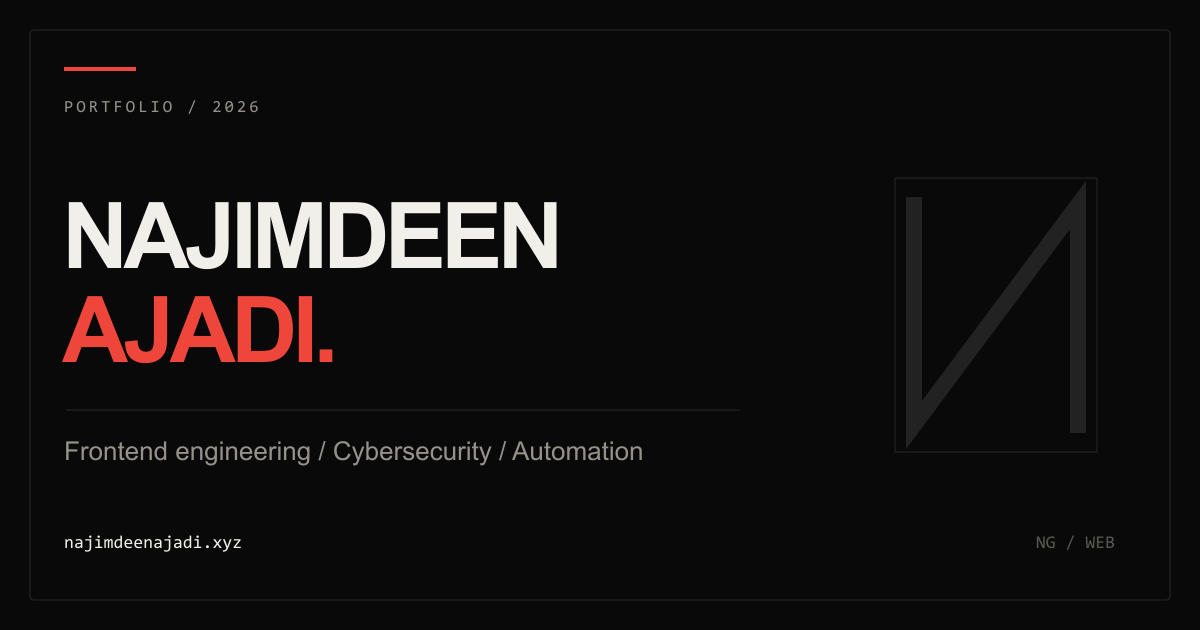 PORTFOLIO / 2026
NAJIMDEEN
AJADI.
Frontend engineering / Cybersecurity / Automation
najimdeenajadi.xyz
NG / WEB